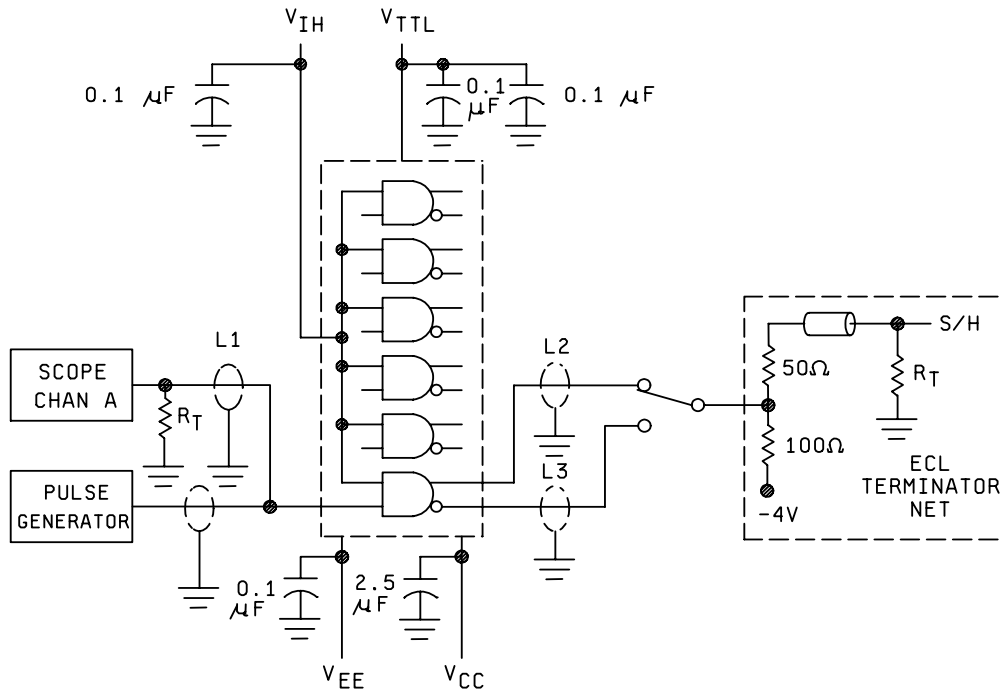 V_IH
V_TTL
0.1 μF
0.1
μF
0.1 μF
L1
L2
SCOPE
CHAN A
R_T
PULSE
GENERATOR
L3
S/H
50Ω
R_T
100Ω
-4V
ECL
TERMINATOR
NET
0.1
μF
2.5
μF
V_EE
V_CC